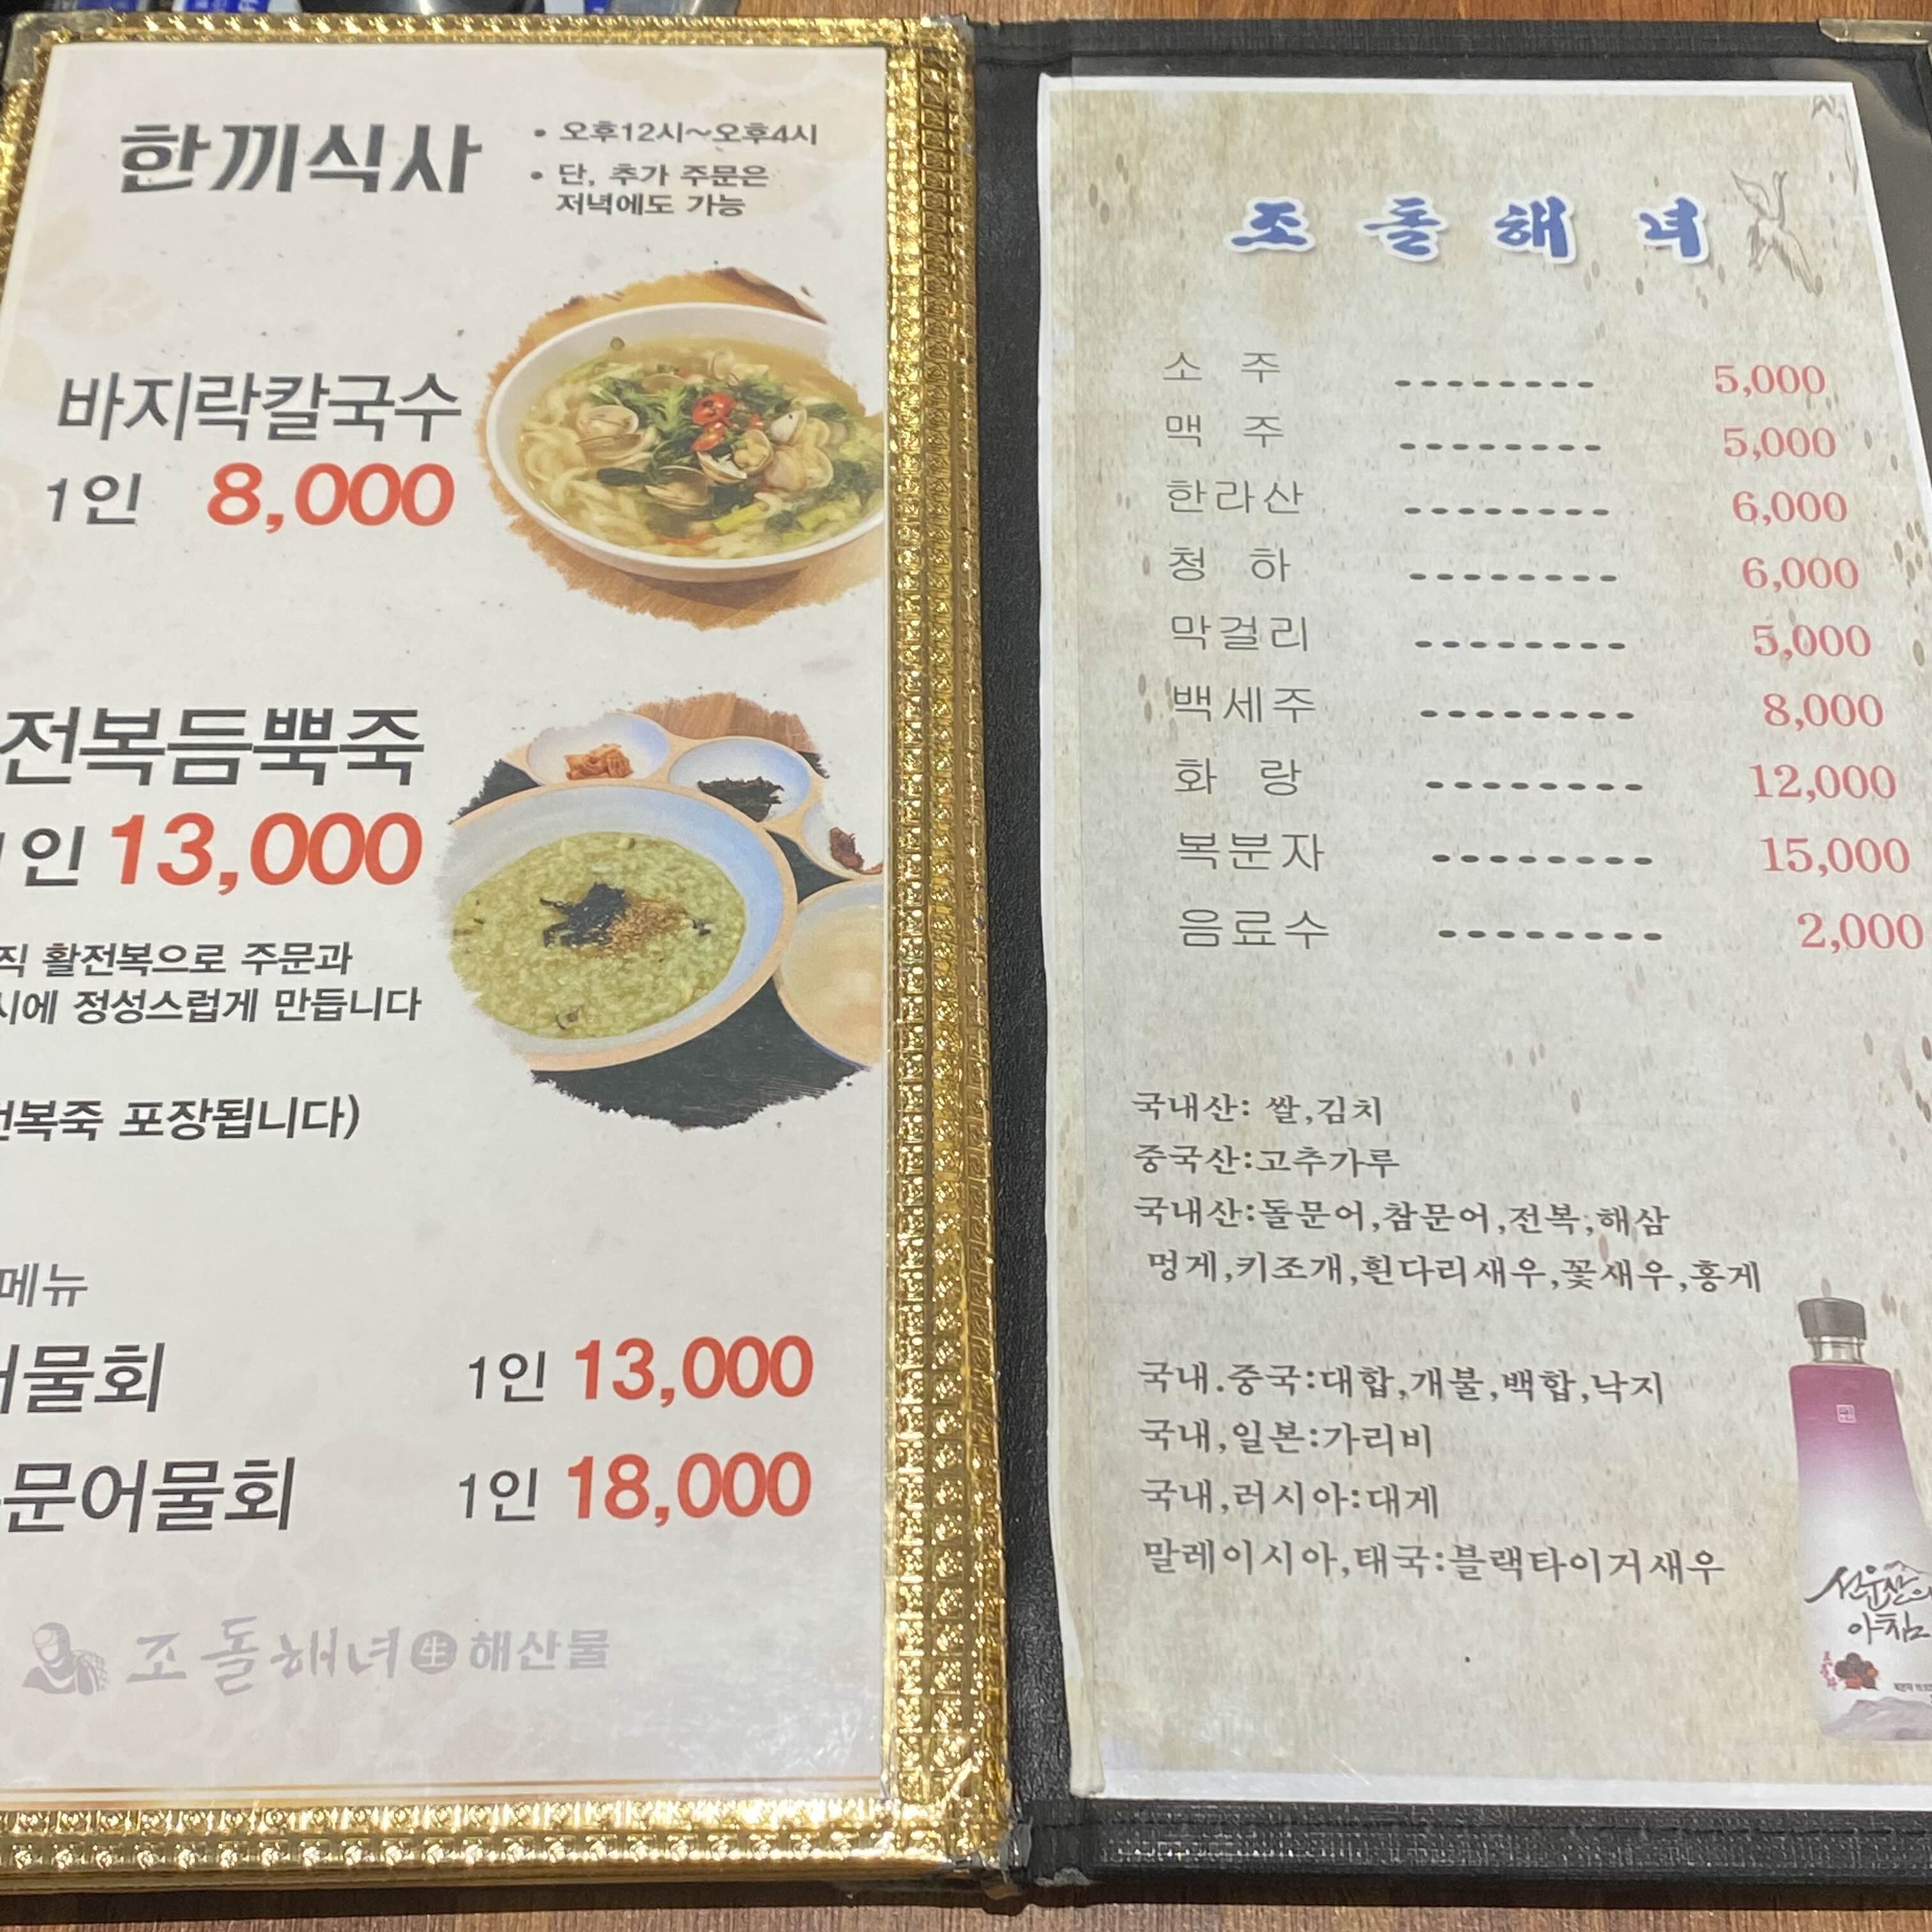 한끼식사
• 오후12시~오후4시
• 단, 추가 주문은
저녁에도 가능
바지락칼국수
1인 8,000
전복듬뿍죽
1인 13,000
활전복으로 주문과
정성스럽게 만듭니다
포장됩니다)
메뉴
물회
1인 13,000
문어물회
1인 18,000
조돌해녀 生 해산물
조돌해녀
소 주 -------- 5,000
맥 주 -------- 5,000
한라산 -------- 6,000
청 하 -------- 6,000
막걸리 -------- 5,000
백세주 -------- 8,000
화 랑 -------- 12,000
복분자 -------- 15,000
음료수 -------- 2,000
국내산: 쌀,김치
중국산:고추가루
국내산:돌문어,참문어,전복,해삼
멍게,키조개,흰다리새우,꽃새우,홍게
국내.중국:대합,개불,백합,낙지
국내,일본:가리비
국내,러시아:대게
말레이시아,태국:블랙타이거새우
선운산의
아침